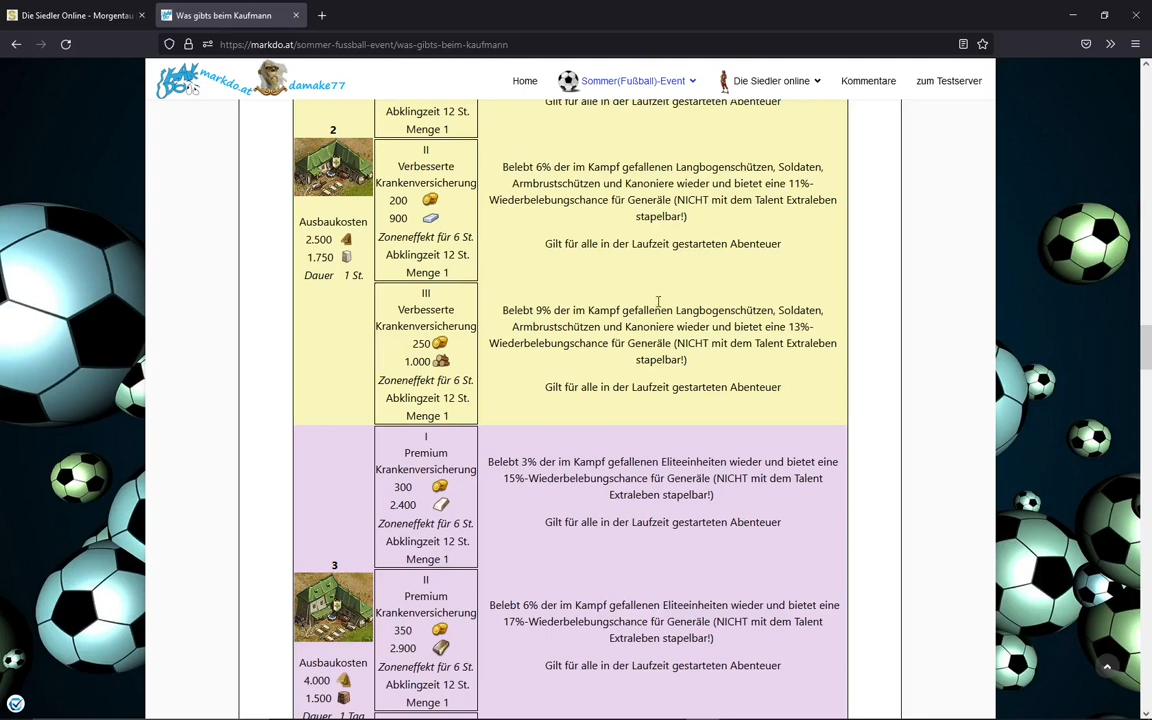 Die Siedler Online - Morgentau
Was gibts beim Kaufmann
https://markdo.at/sommer-fussball-event/was-gibts-beim-kaufmann
markdo.at
damake77
Home
Sommer(Fußball)-Event
Die Siedler online
Kommentare
zum Testserver
Abklingzeit 12 St.
Menge 1
Gilt für alle in der Laufzeit gestarteten Abenteuer
2
Ausbaukosten
2.500
1.750
Dauer 1 St.
II
Verbesserte
Krankenversicherung
200
900
Zoneneffekt für 6 St.
Abklingzeit 12 St.
Menge 1
Belebt 6% der im Kampf gefallenen Langbogenschützen, Soldaten,
Armbrustschützen und Kanoniere wieder und bietet eine 11%-
Wiederbelebungschance für Generäle (NICHT mit dem Talent Extraleben
stapelbar!)
Gilt für alle in der Laufzeit gestarteten Abenteuer
III
Verbesserte
Krankenversicherung
250
1.000
Zoneneffekt für 6 St.
Abklingzeit 12 St.
Menge 1
Belebt 9% der im Kampf gefallenen Langbogenschützen, Soldaten,
Armbrustschützen und Kanoniere wieder und bietet eine 13%-
Wiederbelebungschance für Generäle (NICHT mit dem Talent Extraleben
stapelbar!)
Gilt für alle in der Laufzeit gestarteten Abenteuer
I
Premium
Krankenversicherung
300
2.400
Zoneneffekt für 6 St.
Abklingzeit 12 St.
Menge 1
Belebt 3% der im Kampf gefallenen Eliteeinheiten wieder und bietet eine
15%-Wiederbelebungschance für Generäle (NICHT mit dem Talent
Extraleben stapelbar!)
Gilt für alle in der Laufzeit gestarteten Abenteuer
3
Ausbaukosten
4.000
1.500
Dauer 1 Tag
II
Premium
Krankenversicherung
350
2.900
Zoneneffekt für 6 St.
Abklingzeit 12 St.
Menge 1
Belebt 6% der im Kampf gefallenen Eliteeinheiten wieder und bietet eine
17%-Wiederbelebungschance für Generäle (NICHT mit dem Talent
Extraleben stapelbar!)
Gilt für alle in der Laufzeit gestarteten Abenteuer